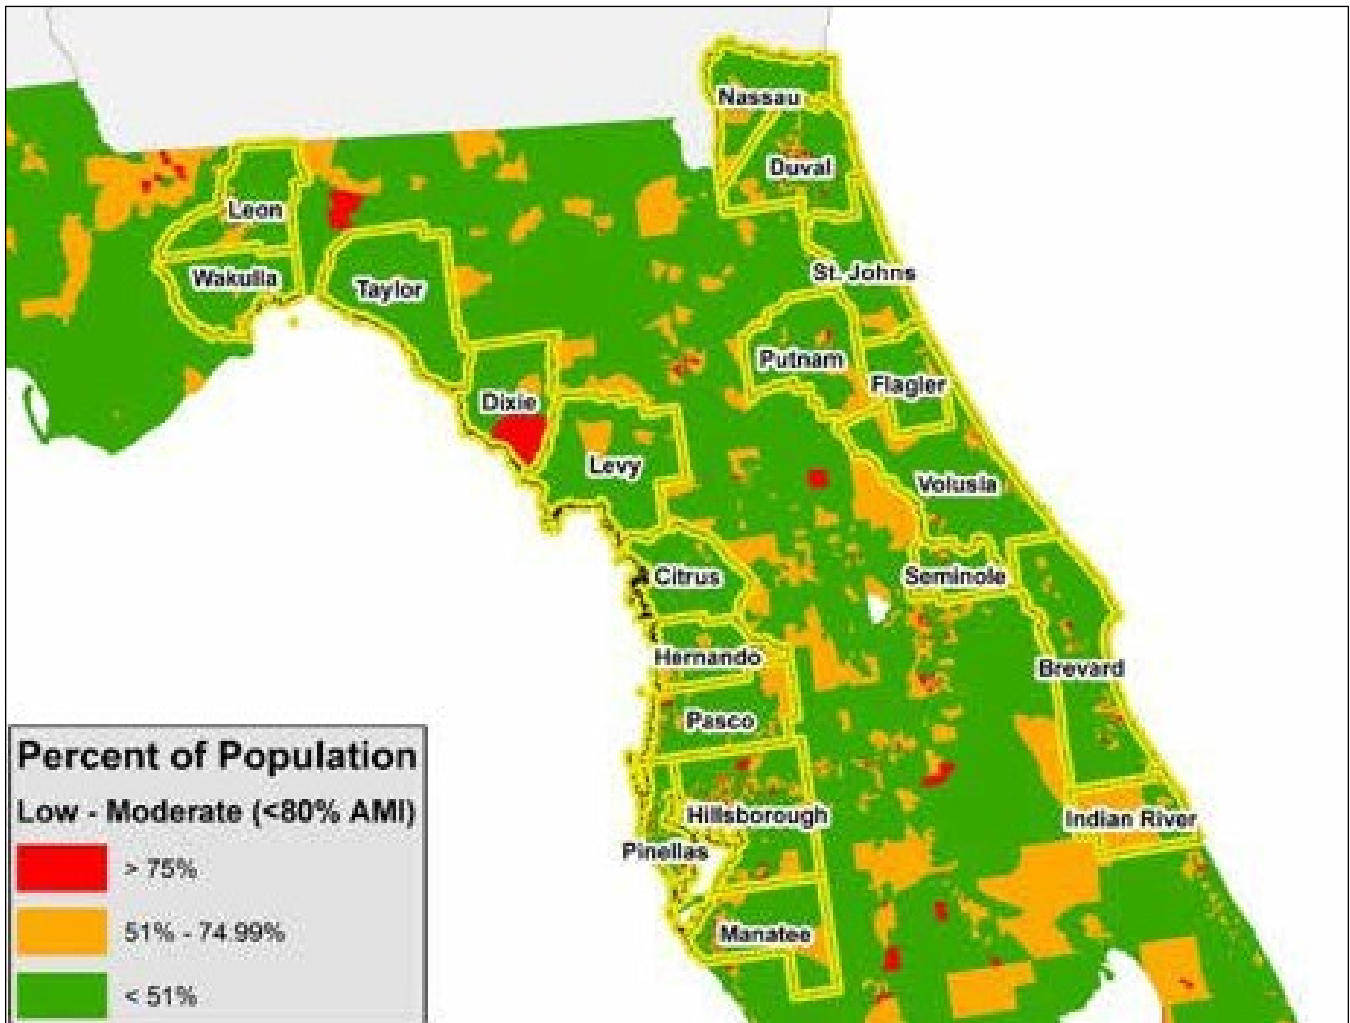 Nassau
Duval
Leon
St. Johns
Wakulla
Taylor
Putnam
Flagler
Dixie
Levy
Volusia
Citrus
Seminole
Hernando
Brevard
Pasco
Hillsborough
Indian River
Pinellas
Manatee
Percent of Population
Low - Moderate (<80% AMI)
> 75%
51% - 74.99%
< 51%